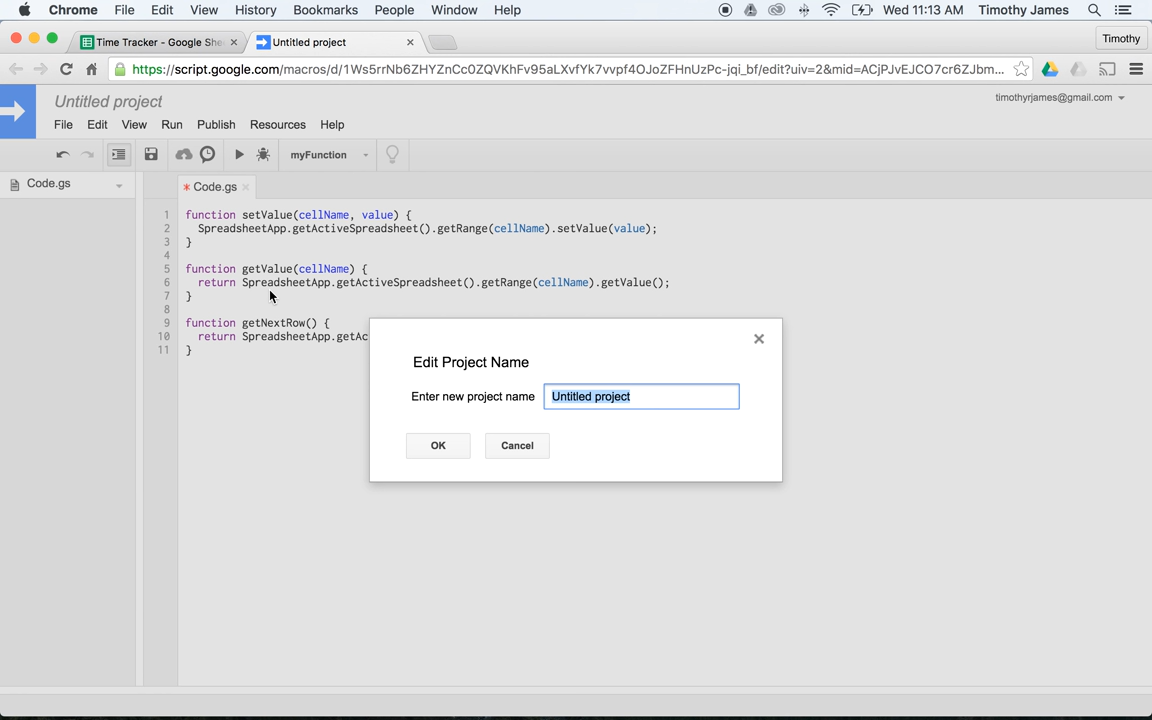 Chrome File Edit View History Bookmarks People Window Help Wed 11:13 AM Timothy James
Time Tracker - Google She Untitled project Timothy
https://script.google.com/macros/d/1Ws5rrNb6ZHYZnCc0ZQVKhFv95aLXvfYk7vvpf4OJoZFHnUzPc-jqi_bf/edit?uiv=2&mid=ACjPJvEJCO7cr6ZJbm...
Untitled project timothyrjames@gmail.com
File Edit View Run Publish Resources Help
myFunction
Code.gs
* Code.gs
1 function setValue(cellName, value) {
2 SpreadsheetApp.getActiveSpreadsheet().getRange(cellName).setValue(value);
3 }
4
5 function getValue(cellName) {
6 return SpreadsheetApp.getActiveSpreadsheet().getRange(cellName).getValue();
7 }
8
9 function getNextRow() {
10 return SpreadsheetApp.getAc
11 }
Edit Project Name
Enter new project name Untitled project
OK Cancel